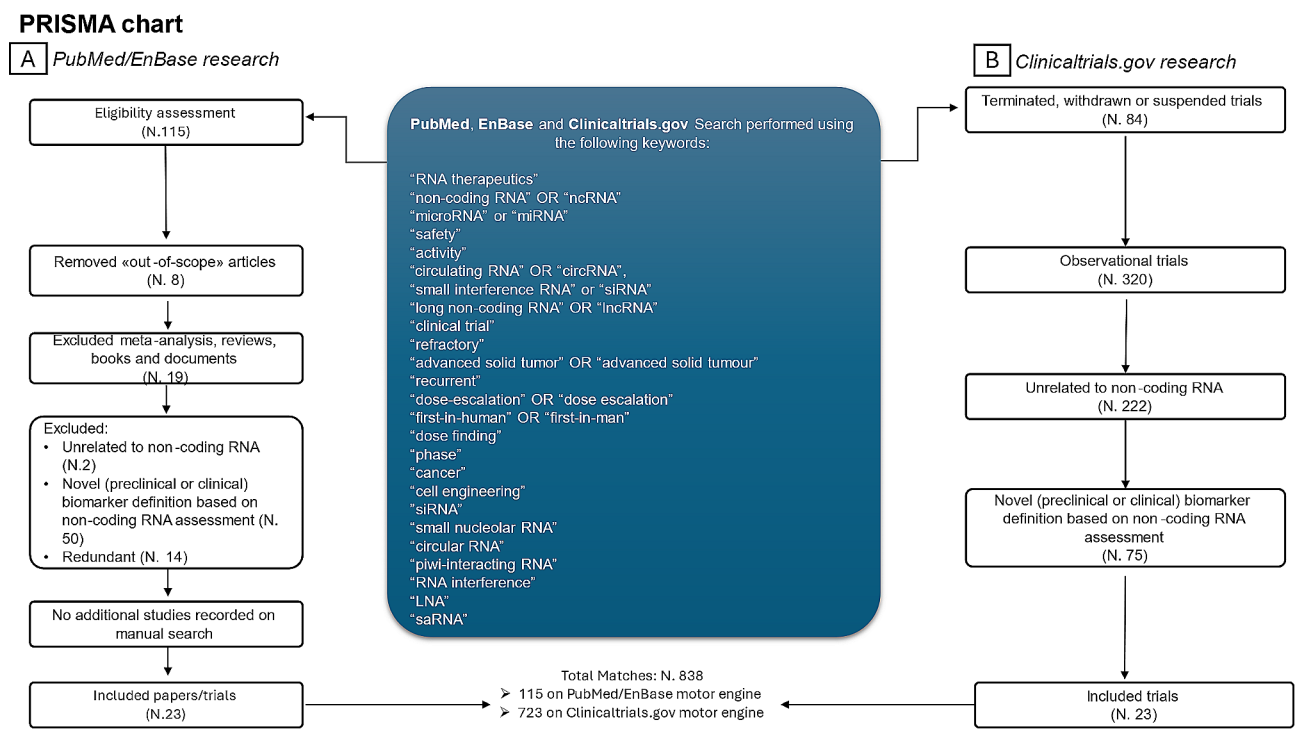 PRISMA chart
A
PubMed/EnBase research
Eligibility assessment
(N.115)
Removed «out-of-scope» articles
(N. 8)
Excluded meta-analysis, reviews,
books and documents
(N. 19)
Excluded:
• Unrelated to non-coding RNA
(N.2)
• Novel (preclinical or clinical)
biomarker definition based on
non-coding RNA assessment (N.
50)
• Redundant (N. 14)
No additional studies recorded on
manual search
Included papers/trials
(N.23)
PubMed, EnBase and Clinicaltrials.gov Search performed using
the following keywords:
“RNA therapeutics”
“non-coding RNA” OR “ncRNA”
“microRNA” or “miRNA”
“safety”
“activity”
“circulating RNA” OR “circRNA”,
“small interference RNA” or “siRNA”
“long non-coding RNA” OR “lncRNA”
“clinical trial”
“refractory”
“advanced solid tumor” OR “advanced solid tumour”
“recurrent”
“dose-escalation” OR “dose escalation”
“first-in-human” OR “first-in-man”
“dose finding”
“phase”
“cancer”
“cell engineering”
“siRNA”
“small nucleolar RNA”
“circular RNA”
“piwi-interacting RNA”
“RNA interference”
“LNA”
“saRNA”
Total Matches: N. 838
➢ 115 on PubMed/EnBase motor engine
➢ 723 on Clinicaltrials.gov motor engine
B
Clinicaltrials.gov research
Terminated, withdrawn or suspended trials
(N. 84)
Observational trials
(N. 320)
Unrelated to non-coding RNA
(N. 222)
Novel (preclinical or clinical) biomarker
definition based on non-coding RNA
assessment
(N. 75)
Included trials
(N. 23)